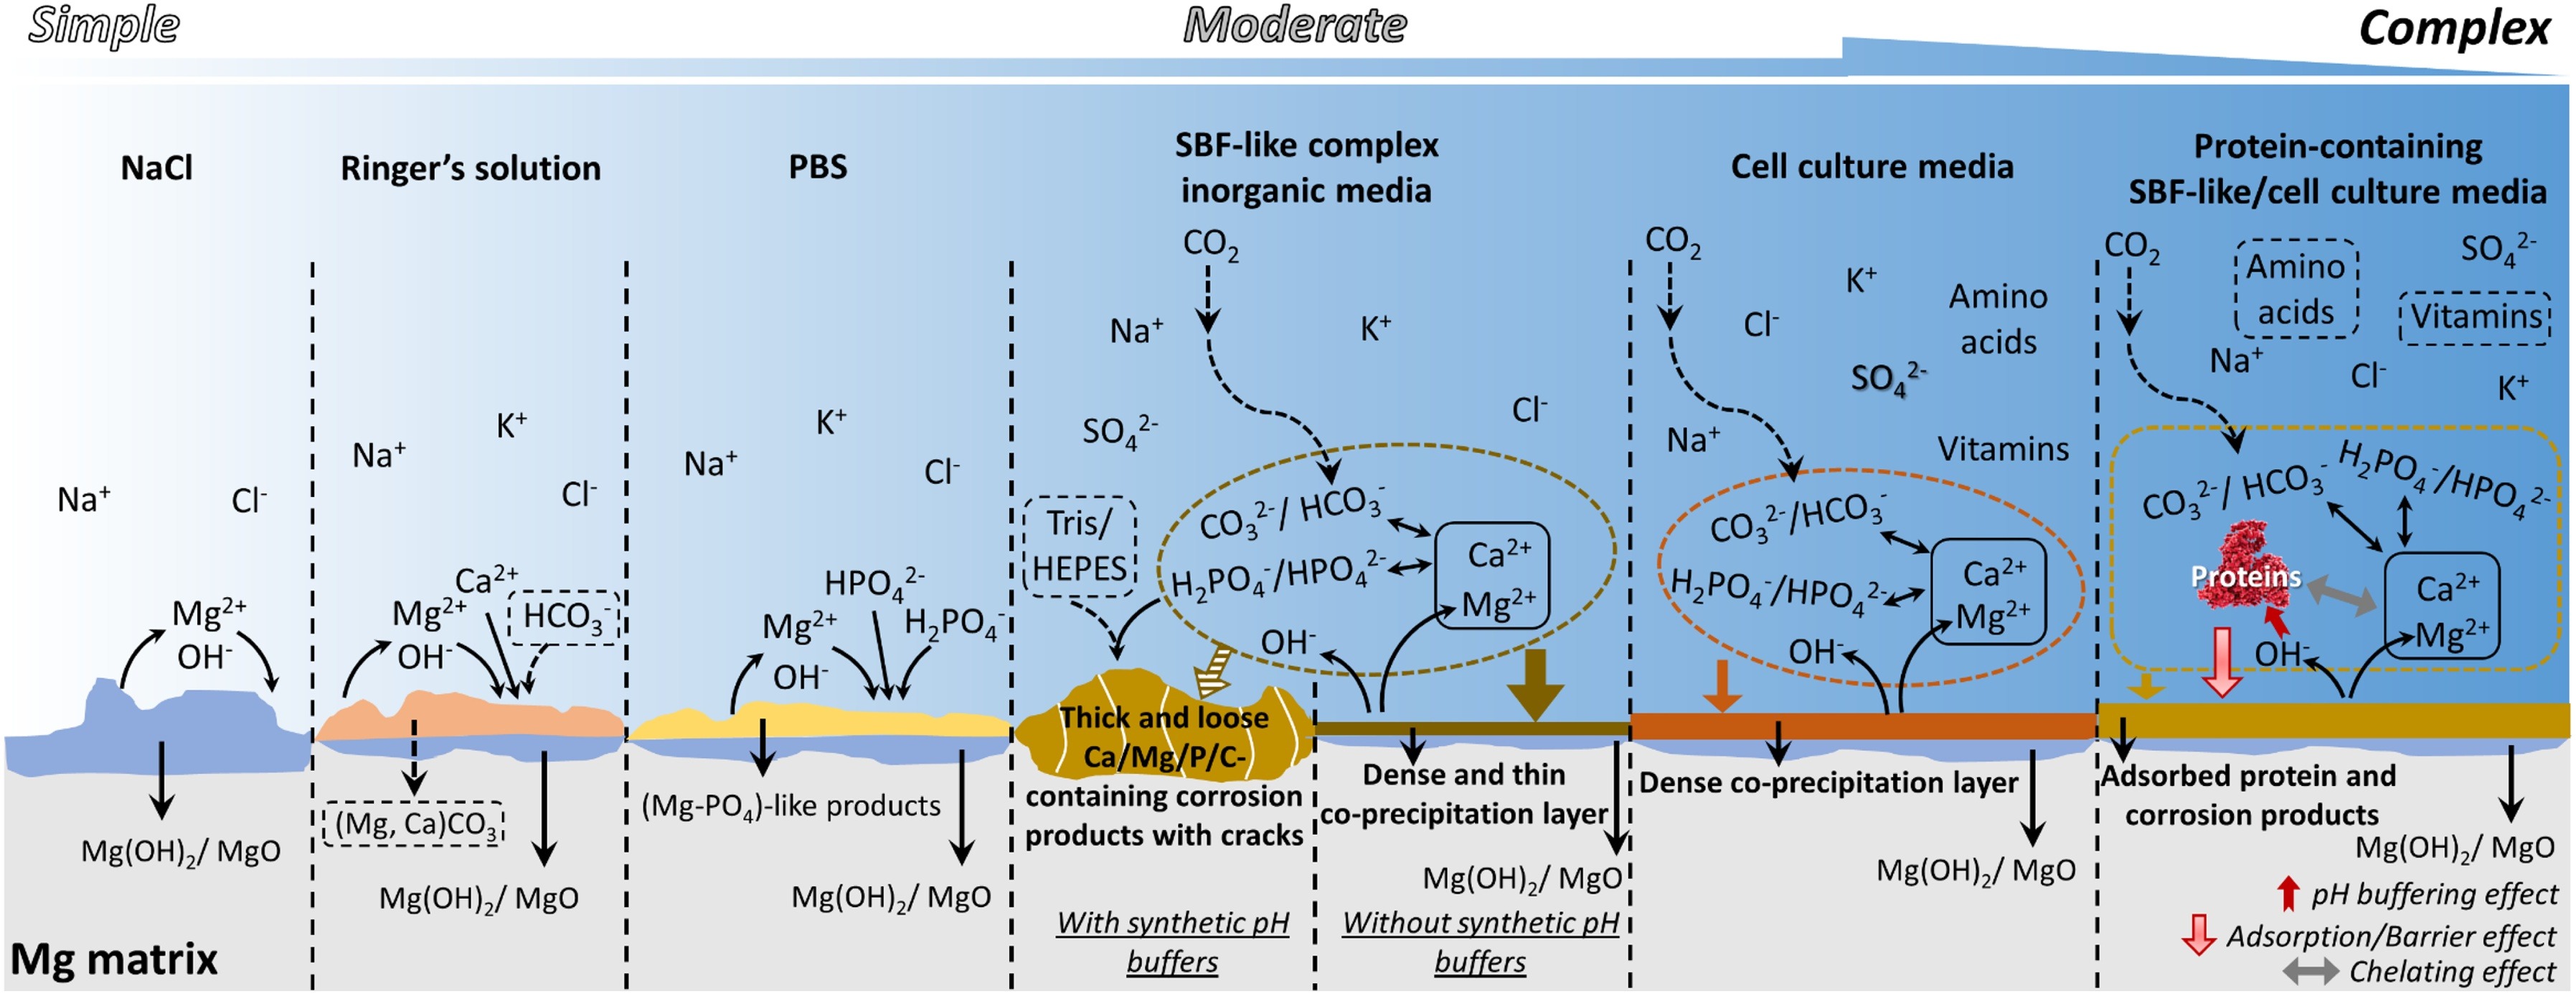 Simple
Moderate
Complex
NaCl
Na⁺
Cl⁻
Mg²⁺
OH⁻
Mg(OH)₂/ MgO
Ringer's solution
K⁺
Na⁺
Cl⁻
Ca²⁺
Mg²⁺
HCO₃⁻
OH⁻
(Mg, Ca)CO₃
Mg(OH)₂/ MgO
PBS
K⁺
Na⁺
Cl⁻
HPO₄²⁻
Mg²⁺
H₂PO₄⁻
OH⁻
(Mg-PO₄)-like products
Mg(OH)₂/ MgO
SBF-like complex
inorganic media
CO₂
Na⁺
K⁺
Cl⁻
SO₄²⁻
Tris/
HEPES
CO₃²⁻/ HCO₃⁻
H₂PO₄⁻/HPO₄²⁻
Ca²⁺
Mg²⁺
OH⁻
Thick and loose
Ca/Mg/P/C-
containing corrosion
products with cracks
With synthetic pH
buffers
Dense and thin
co-precipitation layer
Mg(OH)₂/ MgO
Without synthetic pH
buffers
Cell culture media
CO₂
K⁺
Cl⁻
Amino
acids
SO₄²⁻
Na⁺
Vitamins
CO₃²⁻/HCO₃⁻
H₂PO₄⁻/HPO₄²⁻
Ca²⁺
Mg²⁺
OH⁻
Dense co-precipitation layer
Mg(OH)₂/ MgO
Protein-containing
SBF-like/cell culture media
CO₂
Amino
acids
SO₄²⁻
Vitamins
Na⁺
Cl⁻
K⁺
CO₃²⁻/ HCO₃⁻
H₂PO₄⁻/HPO₄²⁻
Proteins
Ca²⁺
Mg²⁺
OH⁻
Adsorbed protein and
corrosion products
Mg(OH)₂/ MgO
pH buffering effect
Adsorption/Barrier effect
Chelating effect
Mg matrix